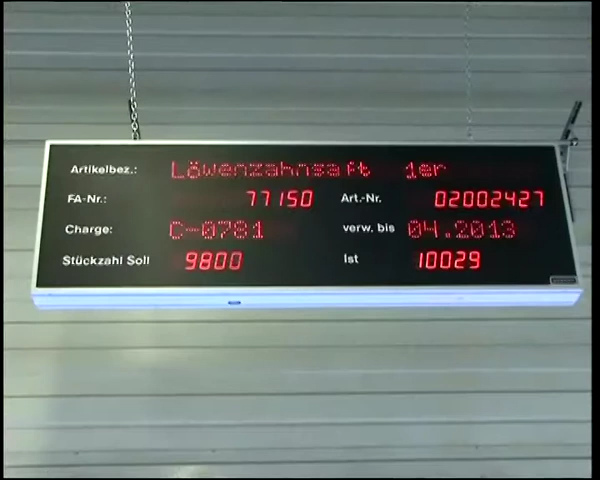 Artikelbez.: Löwenzahnsaft 1er
FA-Nr.: 77150 Art.-Nr. 02002427
Charge: C-0781 verw. bis 04.2013
Stückzahl Soll 9800 Ist 10029